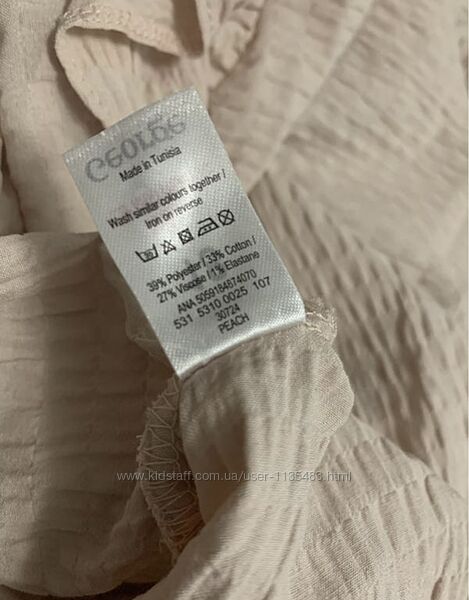 George
Made in Tunisia
Wash similar colours together /
Iron on reverse
39% Polyester / 33% Cotton /
27% Viscose / 1% Elastane
ANA 5059184874070
531 5310 0025 107
30724
PEACH
www.kidstaff.com.ua/user-1135483.html